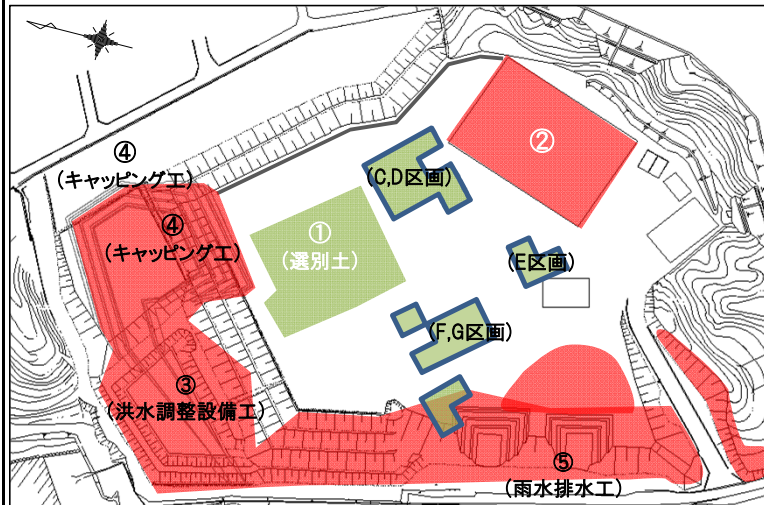 ④
(キャッピング工)
④
(キャッピング工)
①
(選別土)
(C,D区画)
②
(E区画)
(F,G区画)
③
(洪水調整設備工)
⑤
(雨水排水工)